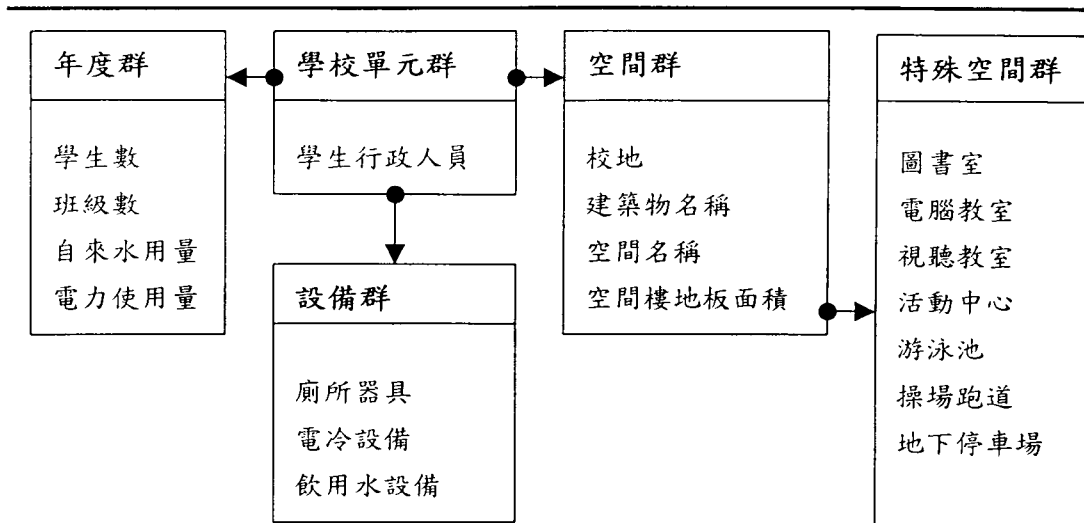 年度群
學生數
班級數
自來水用量
電力使用量
學校單元群
學生行政人員
設備群
廁所器具
電冷設備
飲用水設備
空間群
校地
建築物名稱
空間名稱
空間樓地板面積
特殊空間群
圖書室
電腦教室
視聽教室
活動中心
游泳池
操場跑道
地下停車場